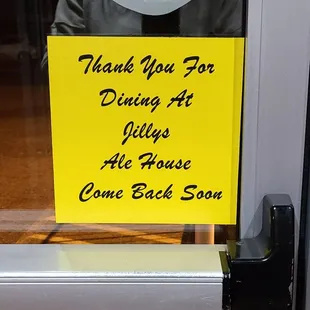 Thank You For
Dining At
Jillys
Ale House
Come Back Soon